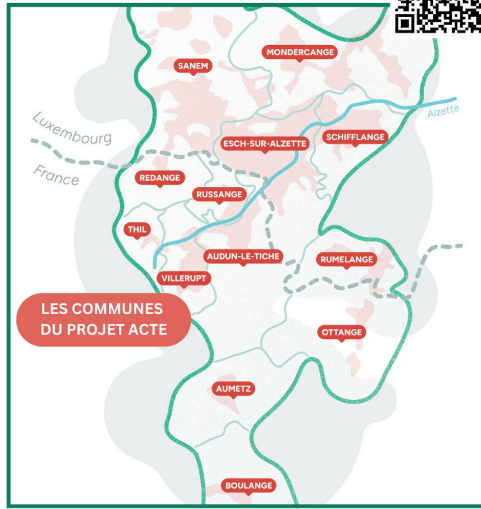 MONDERCANGE
SANEM
Alzette
Luxembourg
ESCH-SUR-ALZETTE
SCHIFFLANGE
France
REDANGE
RUSSANGE
THIL
AUDUN-LE-TICHE
RUMELANGE
VILLERUPT
LES COMMUNES
DU PROJET ACTE
OTTANGE
AUMETZ
BOULANGE